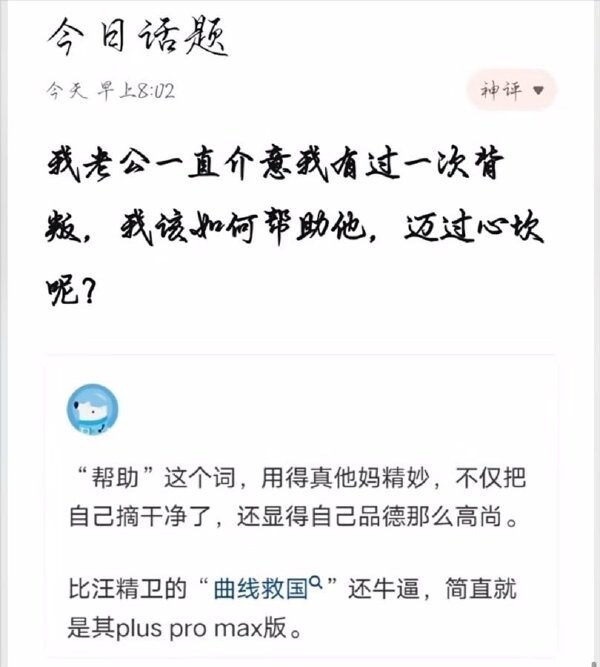 今日话题
今天 早上8:02
神评 ▼
我老公一直介意我有过一次背
叛，我该如何帮助他，迈过心坎
呢？
“帮助”这个词，用得真他妈精妙，不仅把
自己摘干净了，还显得自己品德那么高尚。
比汪精卫的“曲线救国”还牛逼，简直就
是其plus pro max版。